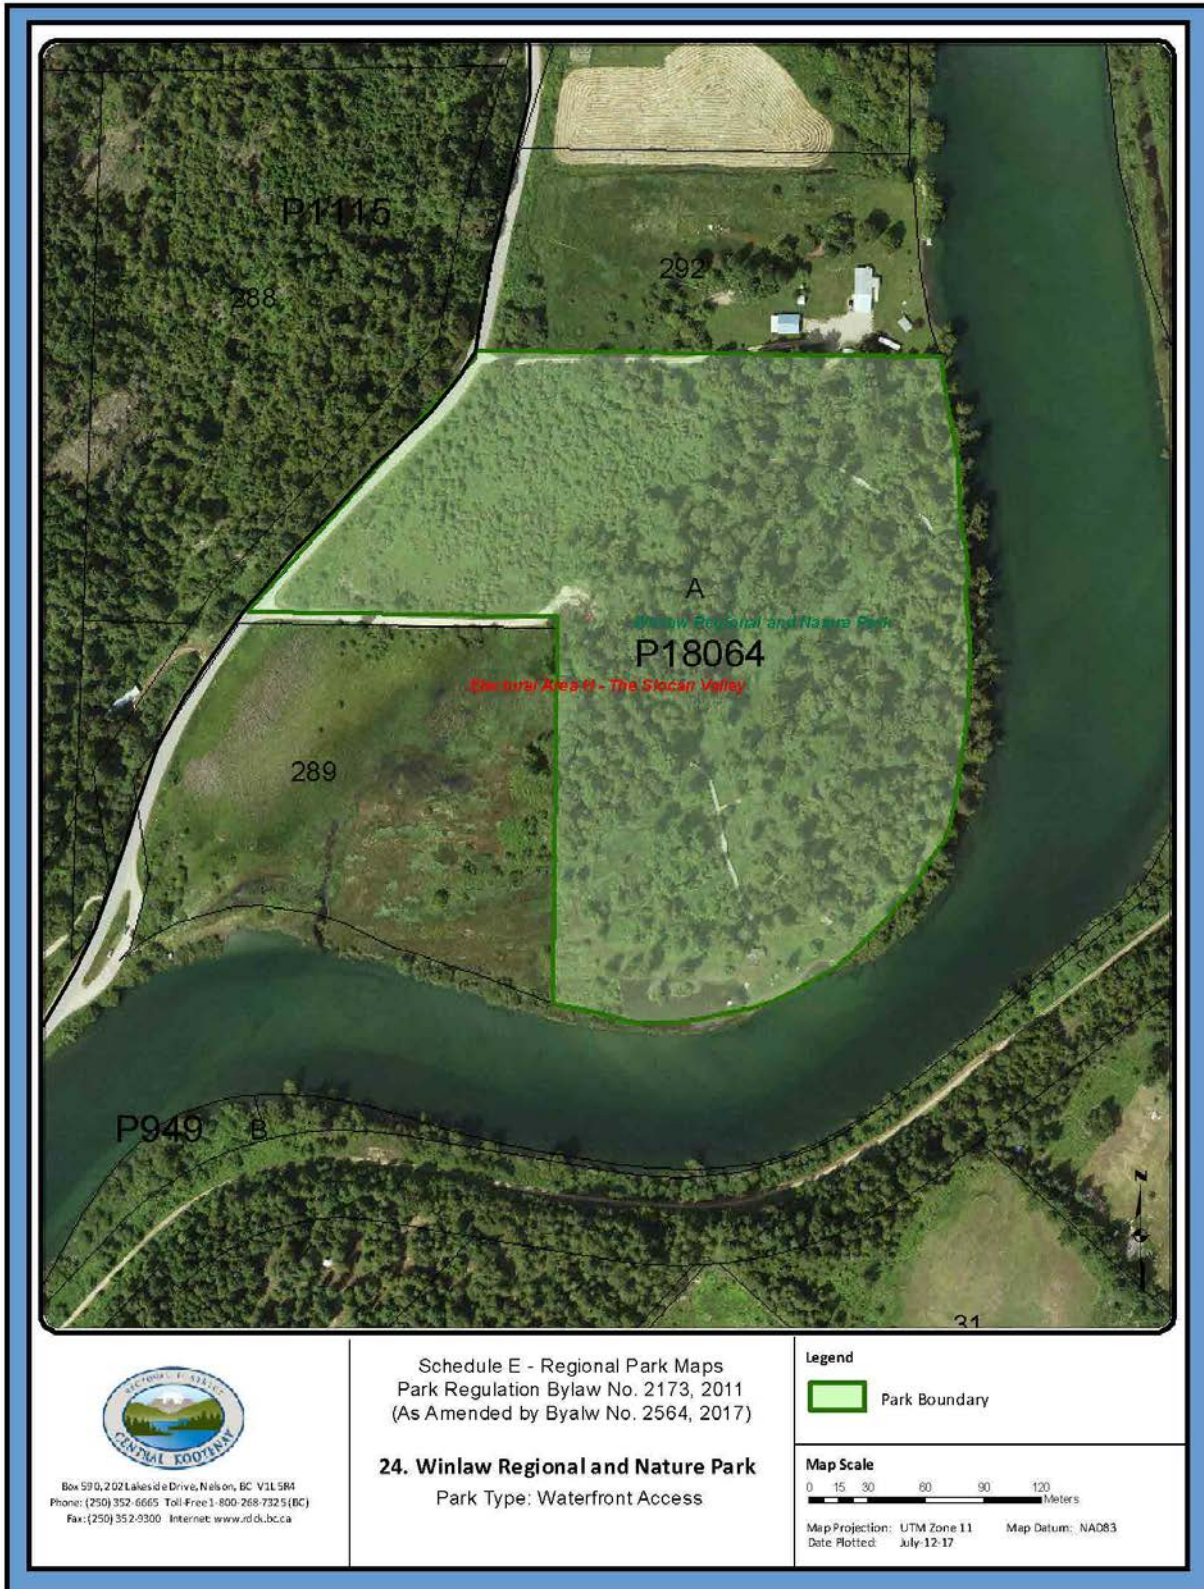 P1115
288
292
A
Winlaw Regional and Nature Park
P18064
Electoral Area H - The Slocan Valley
289
P949
B
N
31
REGIONAL DISTRICT
CENTRAL KOOTENAY
Box 590, 202 Lakeside Drive, Nelson, BC V1L 5R4
Phone: (250) 352-6665 Toll-Free 1-800-268-7325 (BC)
Fax: (250) 352-9300 Internet: www.rdck.bc.ca
Schedule E - Regional Park Maps
Park Regulation Bylaw No. 2173, 2011
(As Amended by Byalw No. 2564, 2017)
24. Winlaw Regional and Nature Park
Park Type: Waterfront Access
Legend
Park Boundary
Map Scale
0 15 30 60 90 120
Meters
Map Projection: UTM Zone 11 Map Datum: NAD83
Date Plotted: July-12-17